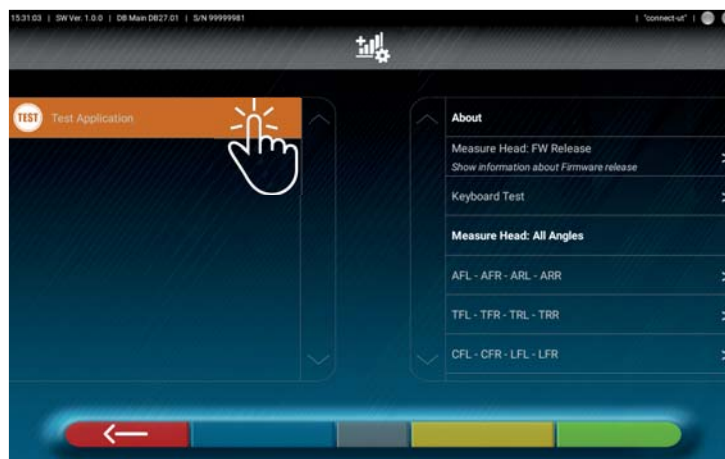 15:31:03 | SW Ver. 1.0.0 | DB Main DB27.01 | S/N 99999981 | "connect-ut" |
TEST Test Application
About
Measure Head: FW Release
Show information about Firmware release
Keyboard Test
Measure Head: All Angles
AFL - AFR - ARL - ARR
TFL - TFR - TRL - TRR
CFL - CFR - LFL - LFR